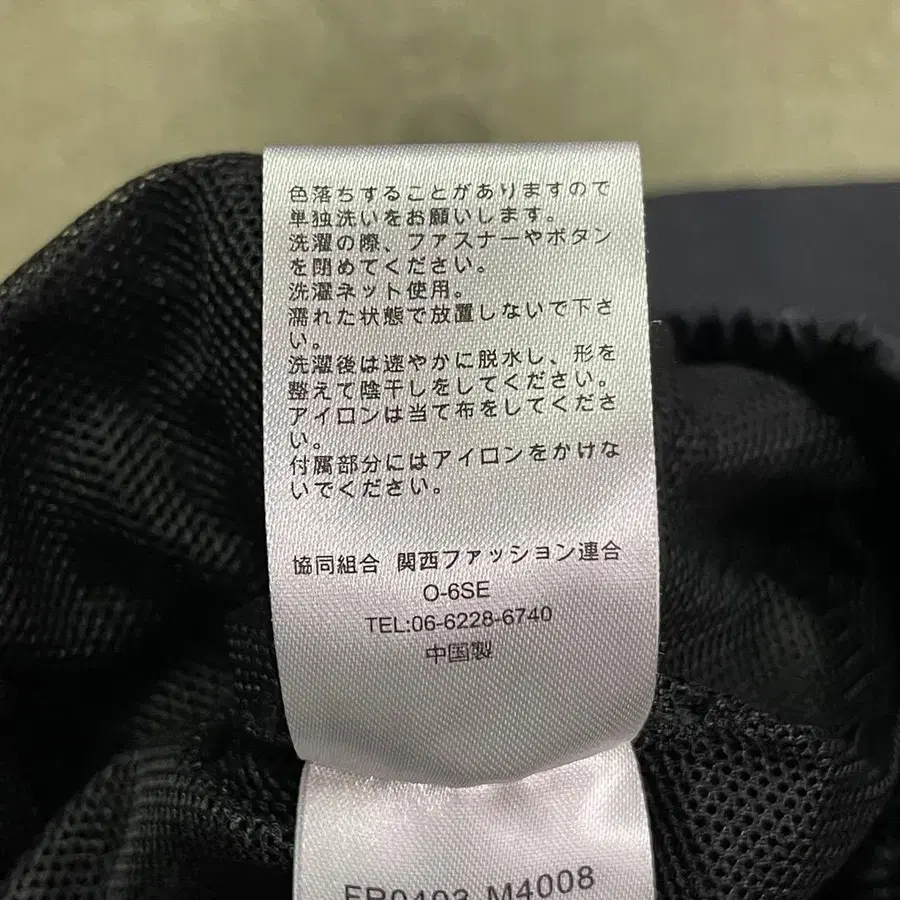 色落ちすることがありますので
単独洗いをお願いします。
洗濯の際、ファスナーやボタン
を閉めてください。
洗濯ネット使用。
濡れた状態で放置しないで下さ
い。
洗濯後は速やかに脱水し、形を
整えて陰干しをしてください。
アイロンは当て布をしてくださ
い。
付属部分にはアイロンをかけな
いでください。
協同組合 関西ファッション連合
O-6SE
TEL:06-6228-6740
中国製
FR0403-M4008